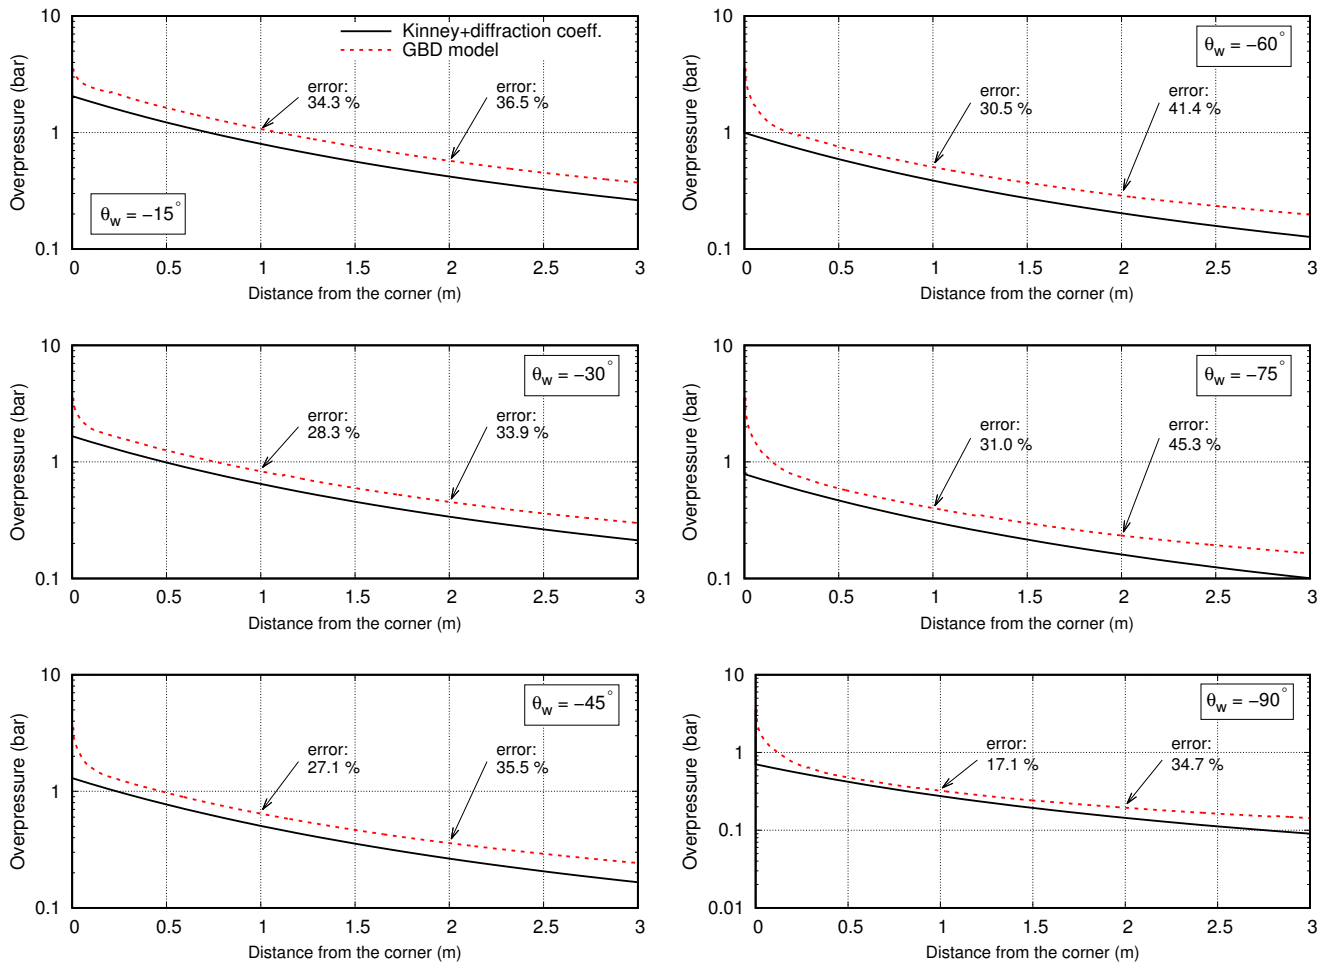 Kinney+diffraction coeff.
GBD model
error:
34.3 %
error:
36.5 %
θw = −15°
Overpressure (bar)
10
1
0.1
0 0.5 1 1.5 2 2.5 3
Distance from the corner (m)
θw = −60°
error:
30.5 %
error:
41.4 %
Overpressure (bar)
10
1
0.1
0 0.5 1 1.5 2 2.5 3
Distance from the corner (m)
θw = −30°
error:
28.3 %
error:
33.9 %
Overpressure (bar)
10
1
0.1
0 0.5 1 1.5 2 2.5 3
Distance from the corner (m)
θw = −75°
error:
31.0 %
error:
45.3 %
Overpressure (bar)
10
1
0.1
0 0.5 1 1.5 2 2.5 3
Distance from the corner (m)
θw = −45°
error:
27.1 %
error:
35.5 %
Overpressure (bar)
10
1
0.1
0 0.5 1 1.5 2 2.5 3
Distance from the corner (m)
θw = −90°
error:
17.1 %
error:
34.7 %
Overpressure (bar)
10
1
0.1
0.01
0 0.5 1 1.5 2 2.5 3
Distance from the corner (m)